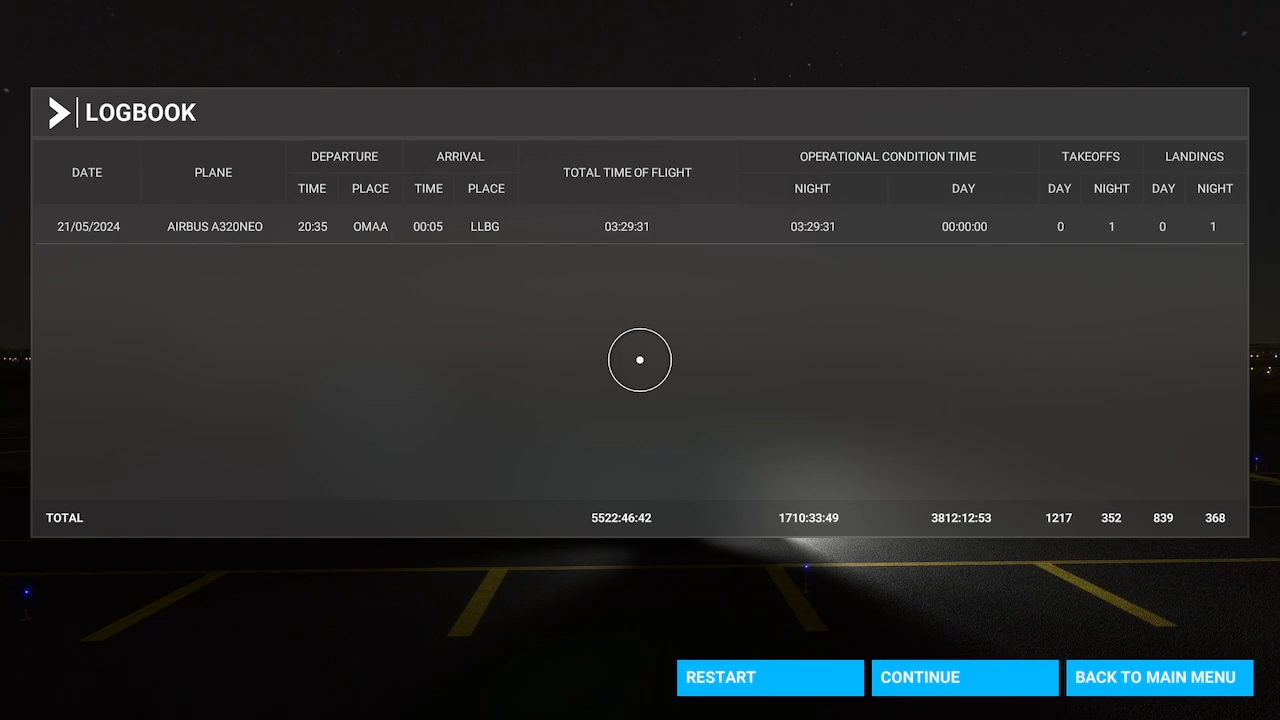 LOGBOOK
DEPARTURE ARRIVAL OPERATIONAL CONDITION TIME TAKEOFFS LANDINGS
DATE PLANE TOTAL TIME OF FLIGHT
TIME PLACE TIME PLACE NIGHT DAY DAY NIGHT DAY NIGHT
21/05/2024 AIRBUS A320NEO 20:35 OMAA 00:05 LLBG 03:29:31 03:29:31 00:00:00 0 1 0 1
TOTAL 5522:46:42 1710:33:49 3812:12:53 1217 352 839 368
RESTART CONTINUE BACK TO MAIN MENU